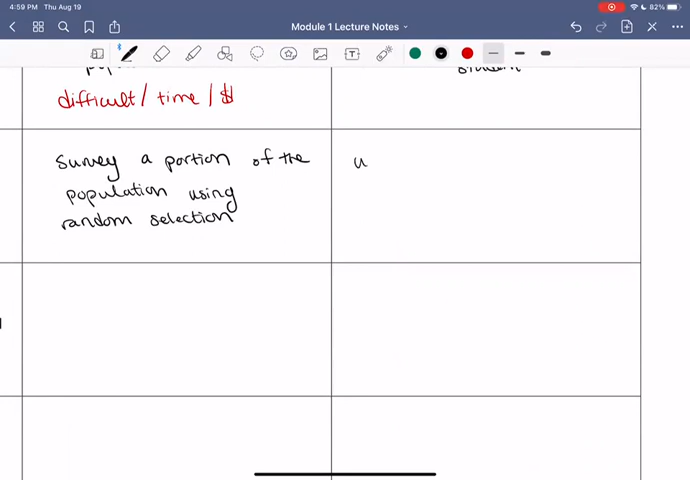 4:59 PM Thu Aug 19
82%
Module 1 Lecture Notes
difficult / time / $
survey a portion of the
population using
random selection
u